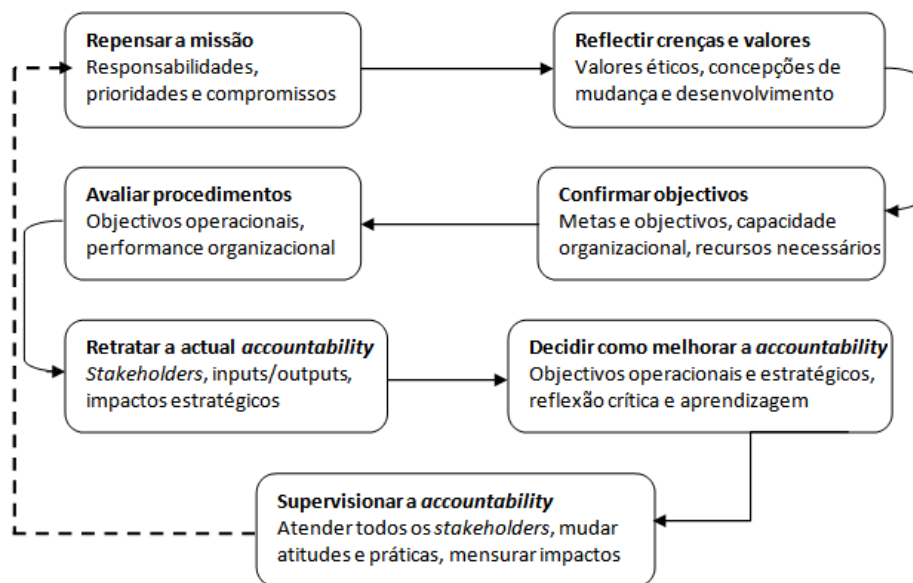 Repensar a missão
Responsabilidades,
prioridades e compromissos
Reflectir crenças e valores
Valores éticos, concepções de
mudança e desenvolvimento
Confirmar objectivos
Metas e objectivos, capacidade
organizacional, recursos necessários
Avaliar procedimentos
Objectivos operacionais,
performance organizacional
Retratar a actual accountability
Stakeholders, inputs/outputs,
impactos estratégicos
Decidir como melhorar a accountability
Objectivos operacionais e estratégicos,
reflexão crítica e aprendizagem
Supervisionar a accountability
Atender todos os stakeholders, mudar
atitudes e práticas, mensurar impactos